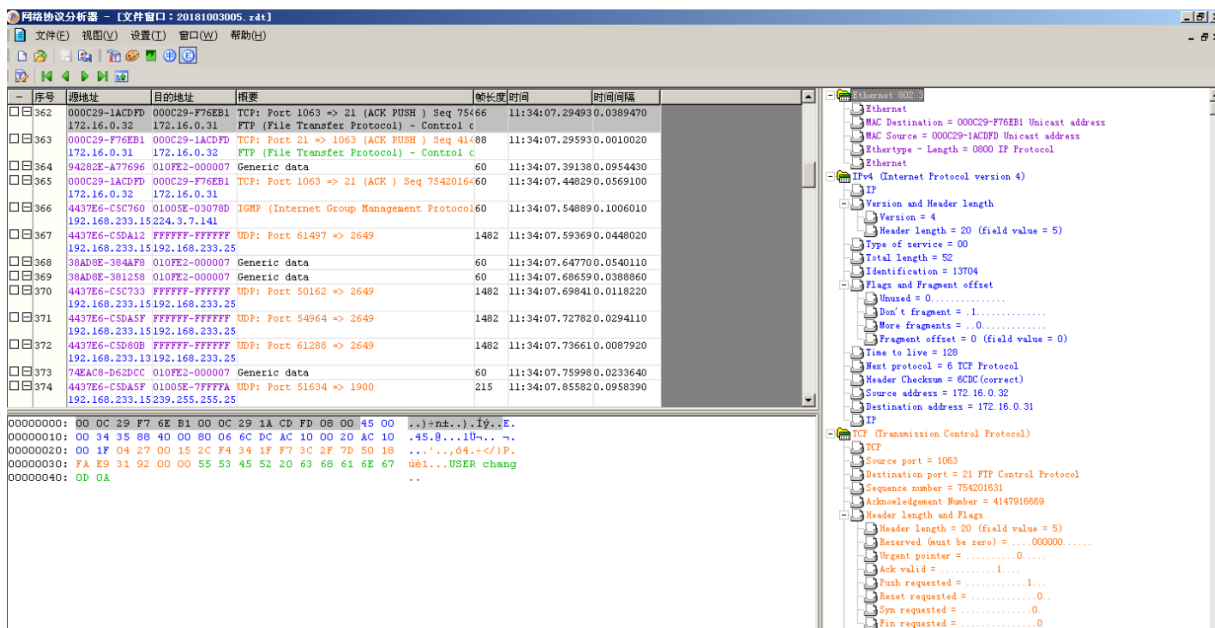 网络协议分析器 - [文件窗口：20181003005.zdt]
文件(F) 视图(V) 设置(T) 窗口(W) 帮助(H)
- 序号 源地址 目的地址 概要 帧长度 时间 时间间隔
362 000C29-1ACDFD 000C29-F76EB1 TCP: Port 1063 => 21 (ACK PUSH ) Seq 754 66 11:34:07.29493 0.0389470
172.16.0.32 172.16.0.31 FTP (File Transfer Protocol) - Control c
363 000C29-F76EB1 000C29-1ACDFD TCP: Port 21 => 1063 (ACK PUSH ) Seq 414 88 11:34:07.29593 0.0010020
172.16.0.31 172.16.0.32 FTP (File Transfer Protocol) - Control c
364 94282E-A77696 010FE2-000007 Generic data 60 11:34:07.39138 0.0954430
365 000C29-1ACDFD 000C29-F76EB1 TCP: Port 1063 => 21 (ACK ) Seq 75420164 60 11:34:07.44829 0.0569100
172.16.0.32 172.16.0.31
366 4437E6-C5C760 01005E-03078D IGMP (Internet Group Management Protocol 60 11:34:07.54889 0.1006010
192.168.233.15 224.3.7.141
367 4437E6-C5DA12 FFFFFF-FFFFFF UDP: Port 61497 => 2649 1482 11:34:07.59369 0.0448020
192.168.233.15 192.168.233.25
368 38AD8E-384AF8 010FE2-000007 Generic data 60 11:34:07.64770 0.0540110
369 38AD8E-381258 010FE2-000007 Generic data 60 11:34:07.68659 0.0388860
370 4437E6-C5C733 FFFFFF-FFFFFF UDP: Port 50162 => 2649 1482 11:34:07.69841 0.0118220
192.168.233.15 192.168.233.25
371 4437E6-C5DA5F FFFFFF-FFFFFF UDP: Port 54964 => 2649 1482 11:34:07.72782 0.0294110
192.168.233.15 192.168.233.25
372 4437E6-C5D80B FFFFFF-FFFFFF UDP: Port 61288 => 2649 1482 11:34:07.73661 0.0087920
192.168.233.13 192.168.233.25
373 74EAC8-D62DCC 010FE2-000007 Generic data 60 11:34:07.75998 0.0233640
374 4437E6-C5DA5F 01005E-7FFFFA UDP: Port 51634 => 1900 215 11:34:07.85582 0.0958390
192.168.233.15 239.255.255.25
00000000: 00 0C 29 F7 6E B1 00 0C 29 1A CD FD 08 00 45 00 ..)÷n±..).Íý..E.
00000010: 00 34 35 88 40 00 80 06 6C DC AC 10 00 20 AC 10 .45.@...lÜ¬.. ¬.
00000020: 00 1F 04 27 00 15 2C F4 34 1F F7 3C 2F 7D 50 18 ...'..,ô4.÷</}P.
00000030: FA E9 31 92 00 00 55 53 45 52 20 63 68 61 6E 67 úé1...USER chang
00000040: 0D 0A ..
Ethernet 802.3
Ethernet
MAC Destination = 000C29-F76EB1 Unicast address
MAC Source = 000C29-1ACDFD Unicast address
Ethertype - Length = 0800 IP Protocol
Ethernet
IPv4 (Internet Protocol version 4)
IP
Version and Header length
Version = 4
Header length = 20 (field value = 5)
Type of service = 00
Total length = 52
Identification = 13704
Flags and Fragment offset
Unused = 0...............
Don't fragment = .1..............
More fragments = ..0.............
Fragment offset = 0 (field value = 0)
Time to live = 128
Next protocol = 6 TCP Protocol
Header Checksum = 6CDC(correct)
Source address = 172.16.0.32
Destination address = 172.16.0.31
IP
TCP (Transmission Control Protocol)
TCP
Source port = 1063
Destination port = 21 FTP Control Protocol
Sequence number = 754201631
Acknowledgement Number = 4147916669
Header length and Flags
Header length = 20 (field value = 5)
Reserved (must be zero) = ....000000......
Urgent pointer = ..........0.....
Ack valid = ...........1....
Push requested = ............1...
Reset requested = .............0..
Syn requested = ..............0.
Fin requested = ...............0